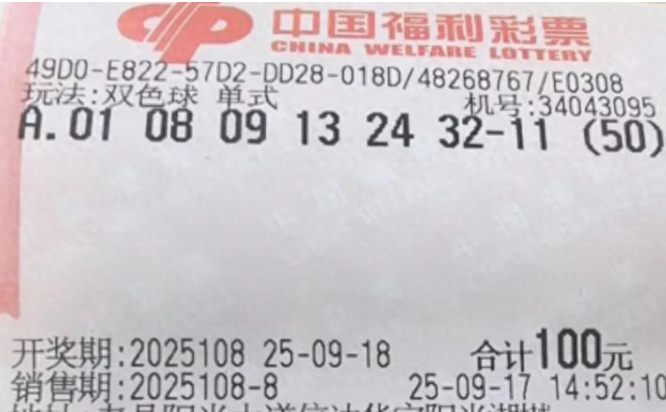 中国福利彩票
CHINA WELFARE LOTTERY
49D0-E822-57D2-DD28-018D/48268767/E0308
玩法:双色球 单式 机号:34043095
A.01 08 09 13 24 32-11 (50)
开奖期:2025108 25-09-18 合计100元
销售期:2025108-8 25-09-17 14:52:10